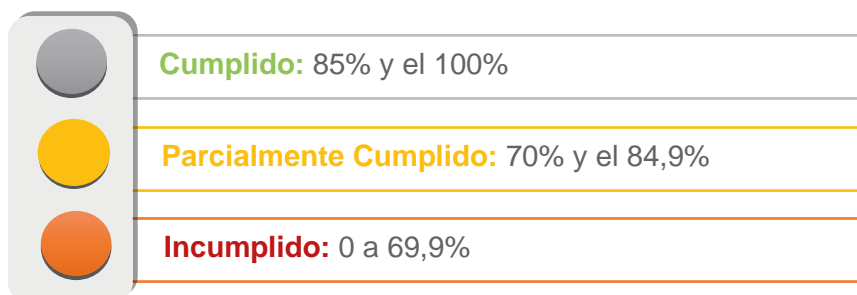 Cumplido: 85% y el 100%
Parcialmente Cumplido: 70% y el 84,9%
Incumplido: 0 a 69,9%